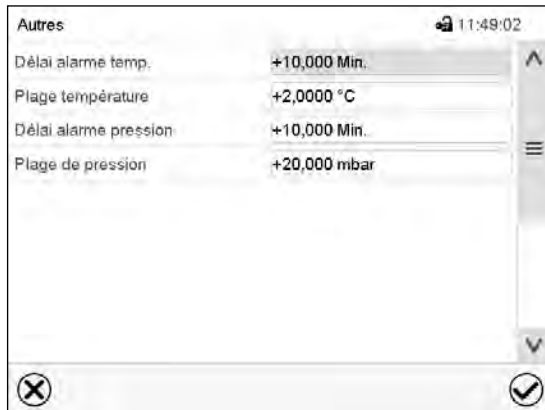 Autres 11:49:02
Délai alarme temp. +10,000 Min.
Plage température +2,0000 °C
Délai alarme pression +10,000 Min.
Plage de pression +20,000 mbar